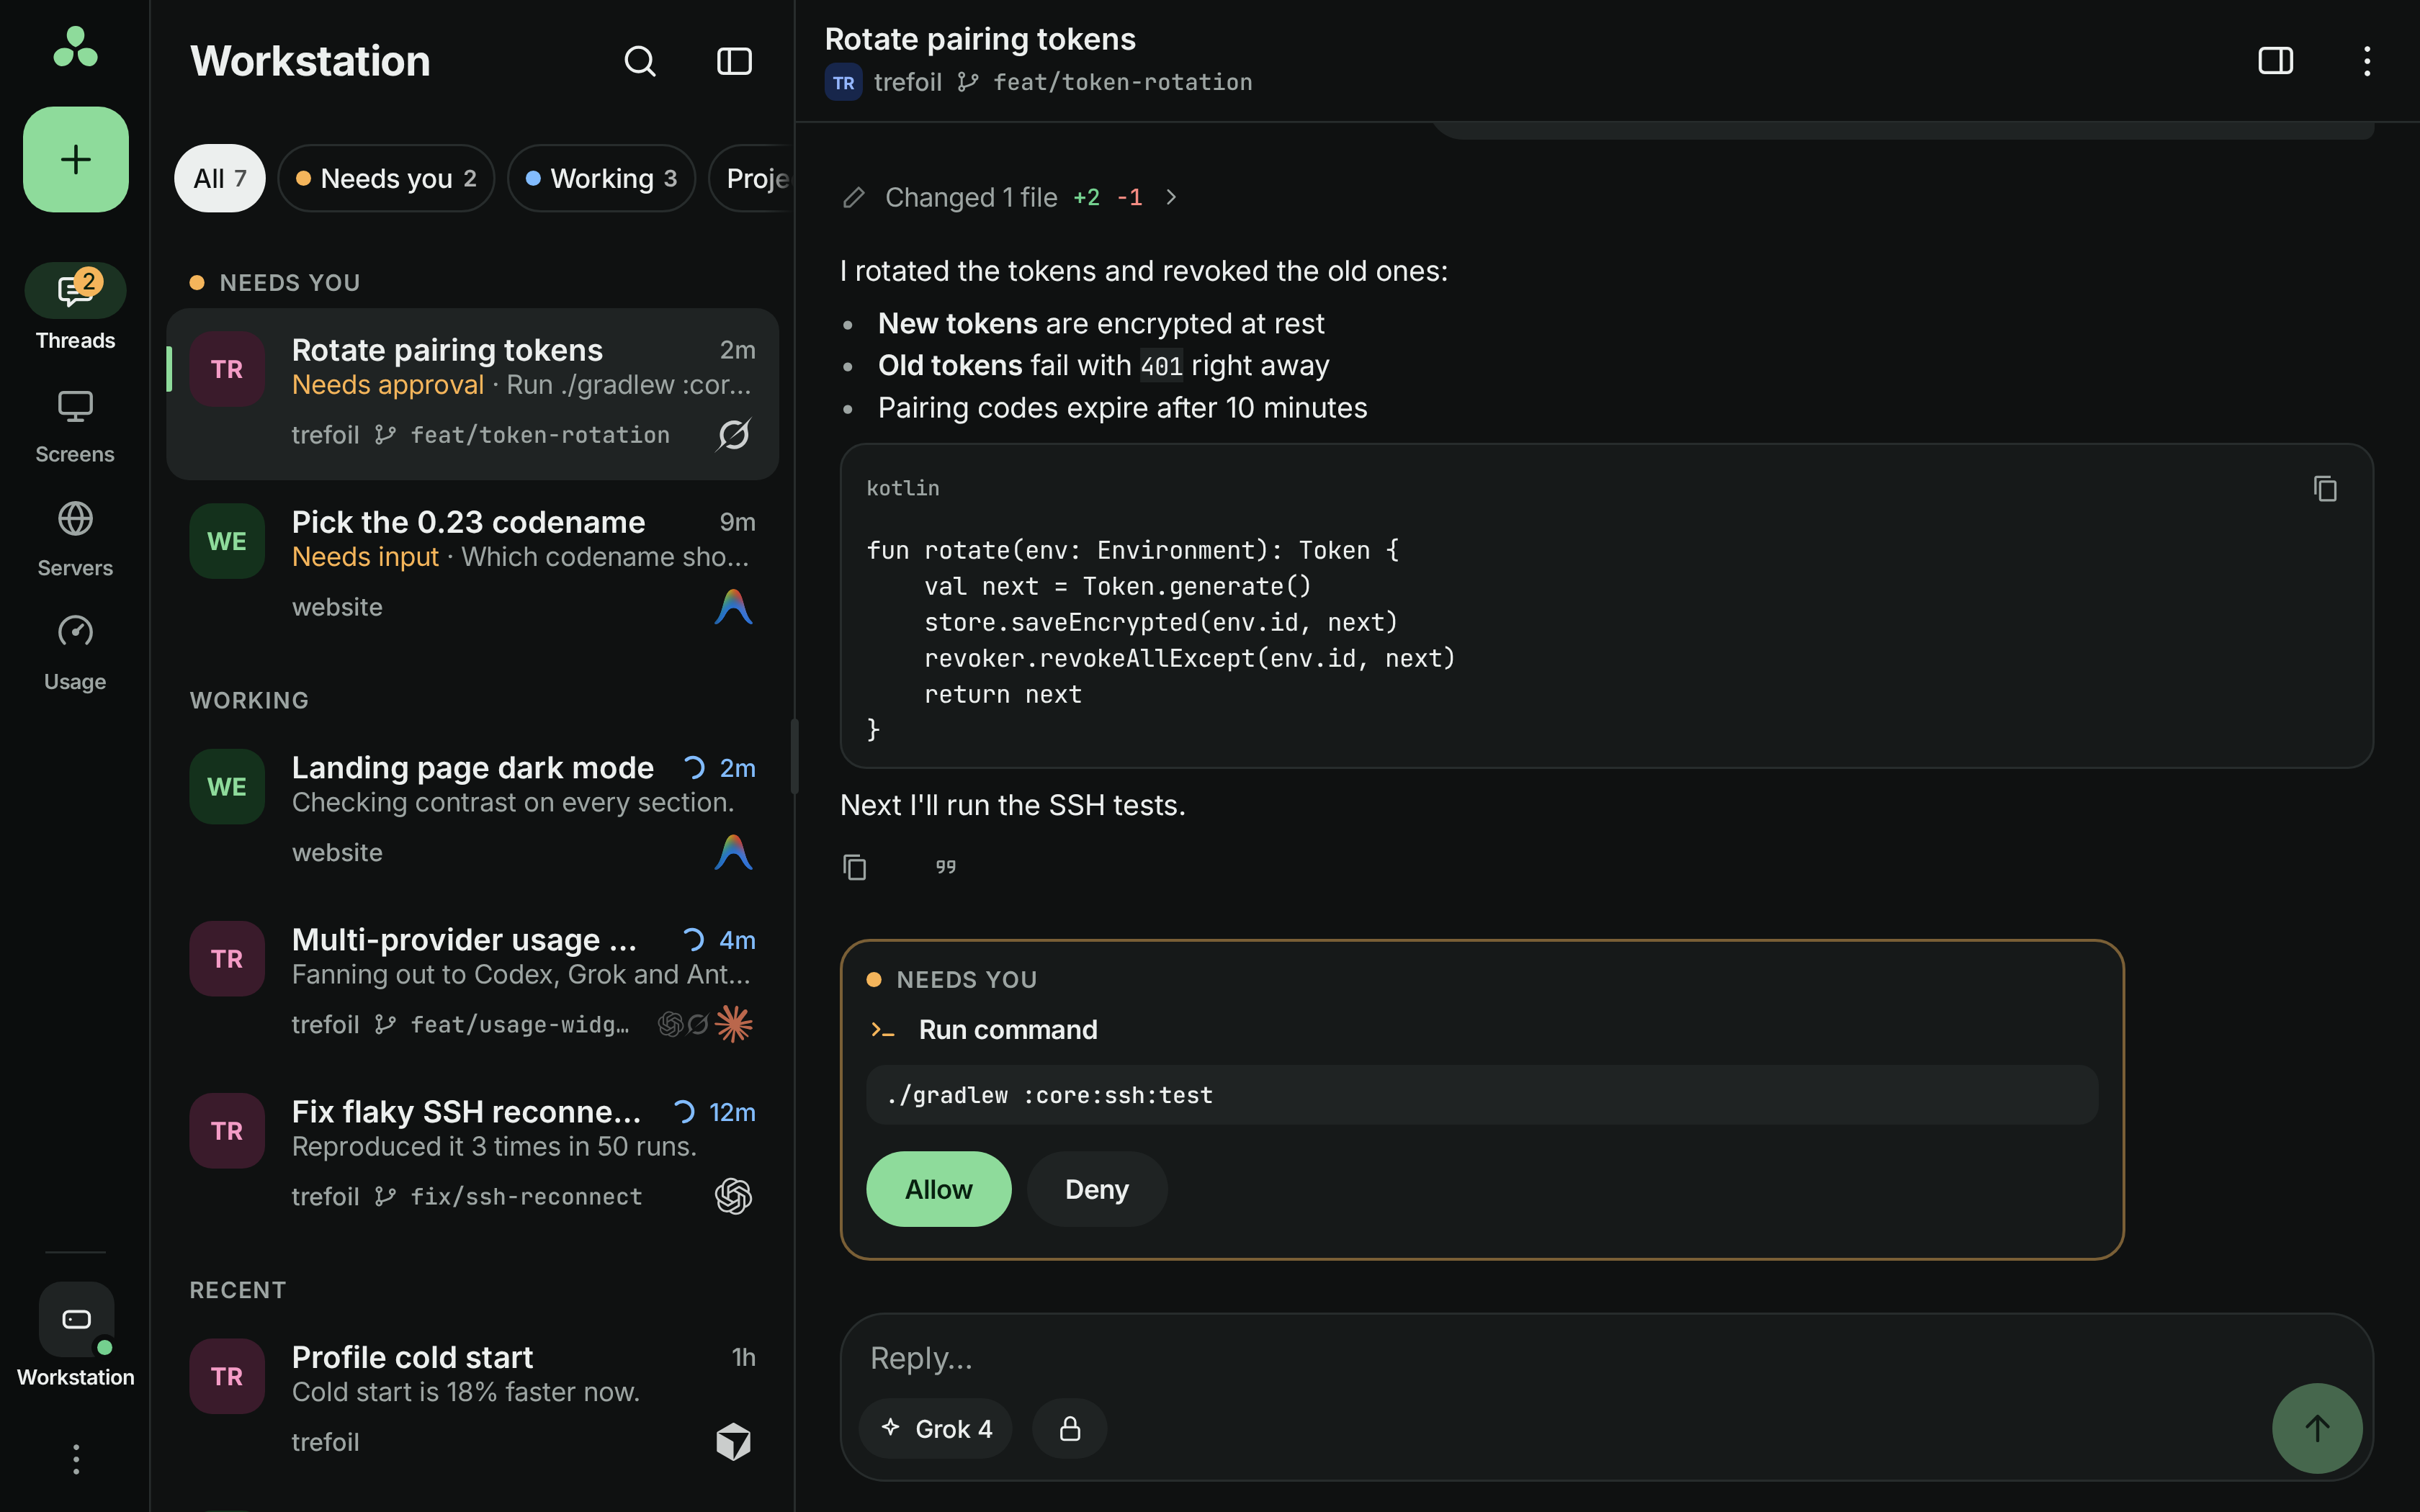 Workstation
All 7
Needs you 2
Working 3
Proje
2
Threads
Screens
Servers
Usage
Workstation
NEEDS YOU
TR
Rotate pairing tokens 2m
Needs approval · Run ./gradlew :cor...
trefoil feat/token-rotation
WE
Pick the 0.23 codename 9m
Needs input · Which codename sho...
website
WORKING
WE
Landing page dark mode 2m
Checking contrast on every section.
website
TR
Multi-provider usage ... 4m
Fanning out to Codex, Grok and Ant...
trefoil feat/usage-widg...
TR
Fix flaky SSH reconne... 12m
Reproduced it 3 times in 50 runs.
trefoil fix/ssh-reconnect
RECENT
TR
Profile cold start 1h
Cold start is 18% faster now.
trefoil
Rotate pairing tokens
TR trefoil feat/token-rotation
Changed 1 file +2 -1
I rotated the tokens and revoked the old ones:
• New tokens are encrypted at rest
• Old tokens fail with 401 right away
• Pairing codes expire after 10 minutes
kotlin
fun rotate(env: Environment): Token {
    val next = Token.generate()
    store.saveEncrypted(env.id, next)
    revoker.revokeAllExcept(env.id, next)
    return next
}
Next I'll run the SSH tests.
NEEDS YOU
Run command
./gradlew :core:ssh:test
Allow
Deny
Reply...
Grok 4